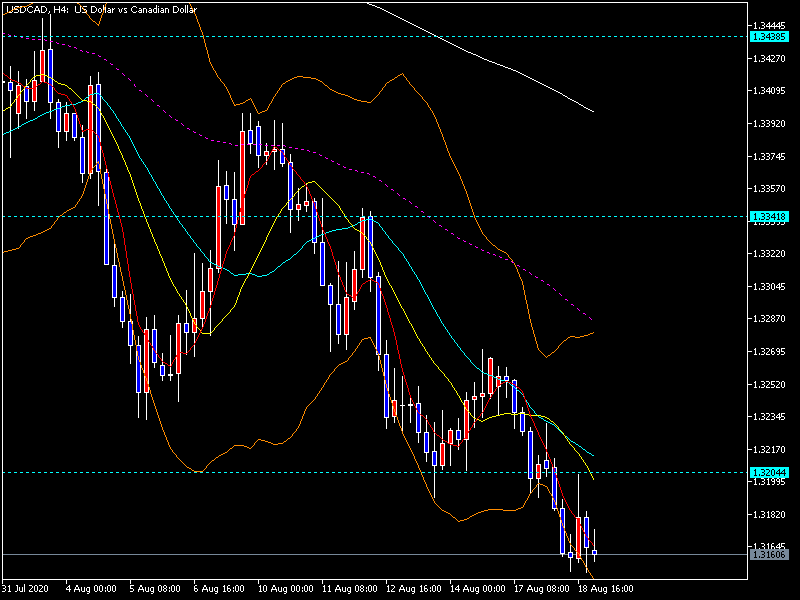 USDCAD, H4: US Dollar vs Canadian Dollar
1.34445
1.34385
1.34270
1.34095
1.33920
1.33745
1.33570
1.33418
1.33220
1.33045
1.32870
1.32695
1.32520
1.32345
1.32170
1.32044
1.31995
1.31820
1.31645
1.31606
31 Jul 2020
4 Aug 00:00
5 Aug 08:00
6 Aug 16:00
10 Aug 00:00
11 Aug 08:00
12 Aug 16:00
14 Aug 00:00
17 Aug 08:00
18 Aug 16:00